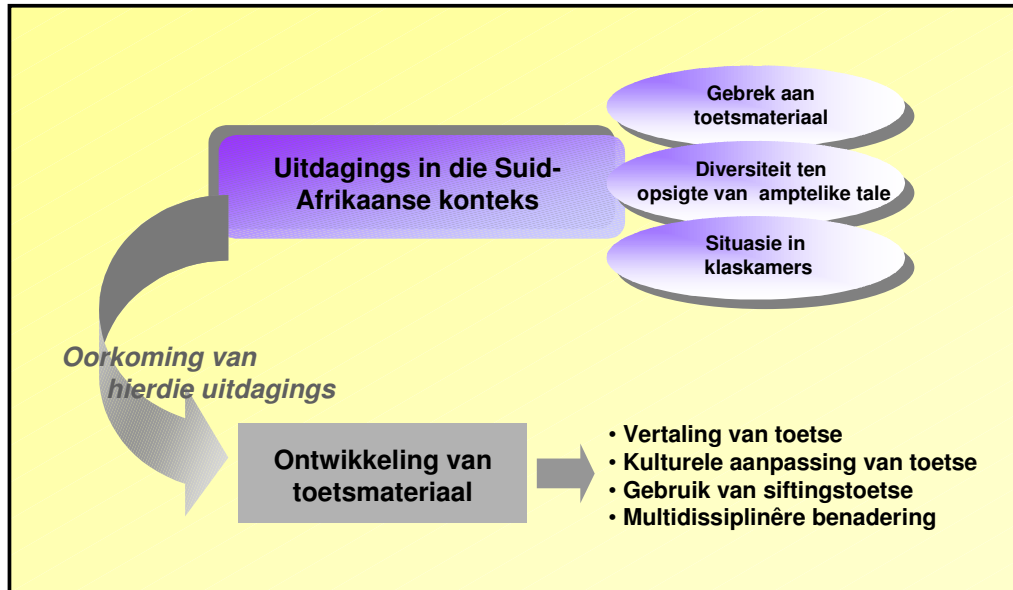 Gebrek aan
toetsmateriaal
Uitdagings in die Suid-
Afrikaanse konteks
Diversiteit ten
opsigte van amptelike tale
Situasie in
klaskamers
Oorkoming van
hierdie uitdagings
Ontwikkeling van
toetsmateriaal
• Vertaling van toetse
• Kulturele aanpassing van toetse
• Gebruik van siftingstoetse
• Multidissiplinêre benadering